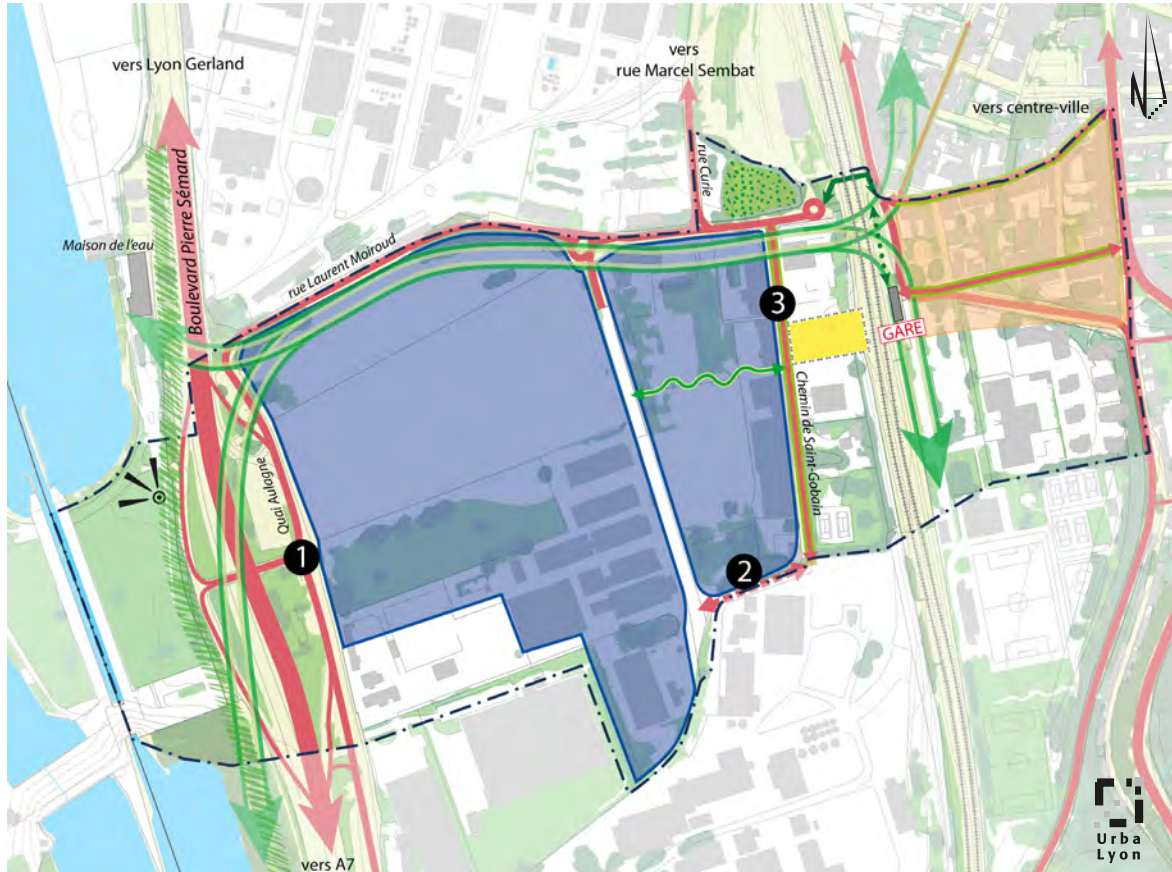 vers Lyon Gerland
vers
rue Marcel Sembat
vers centre-ville
N
Boulevard Pierre Sémard
rue Curie
Maison de l'eau
rue Laurent Moiroud
3
GARE
Chemin de Saint-Gobain
Quai Aulagne
1
2
vers A7
Urba
Lyon